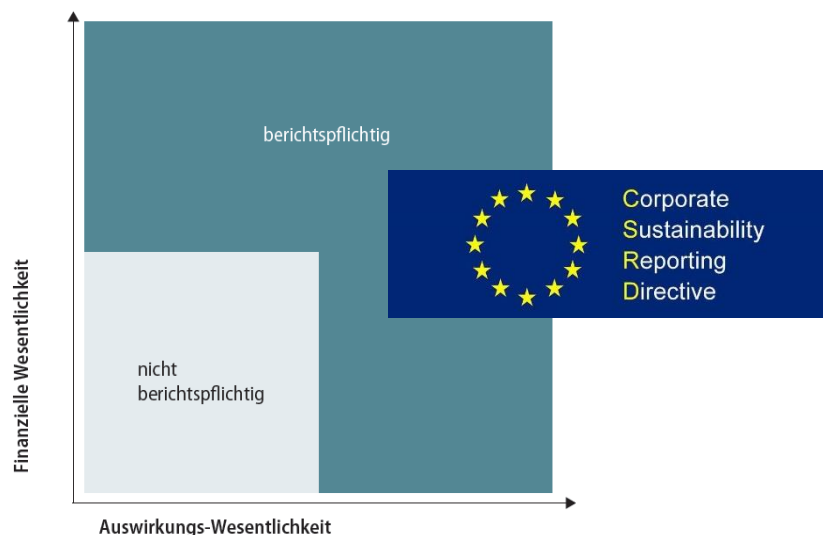 berichtspflichtig
Corporate
Sustainability
Reporting
Directive
nicht
berichtspflichtig
Finanzielle Wesentlichkeit
Auswirkungs-Wesentlichkeit